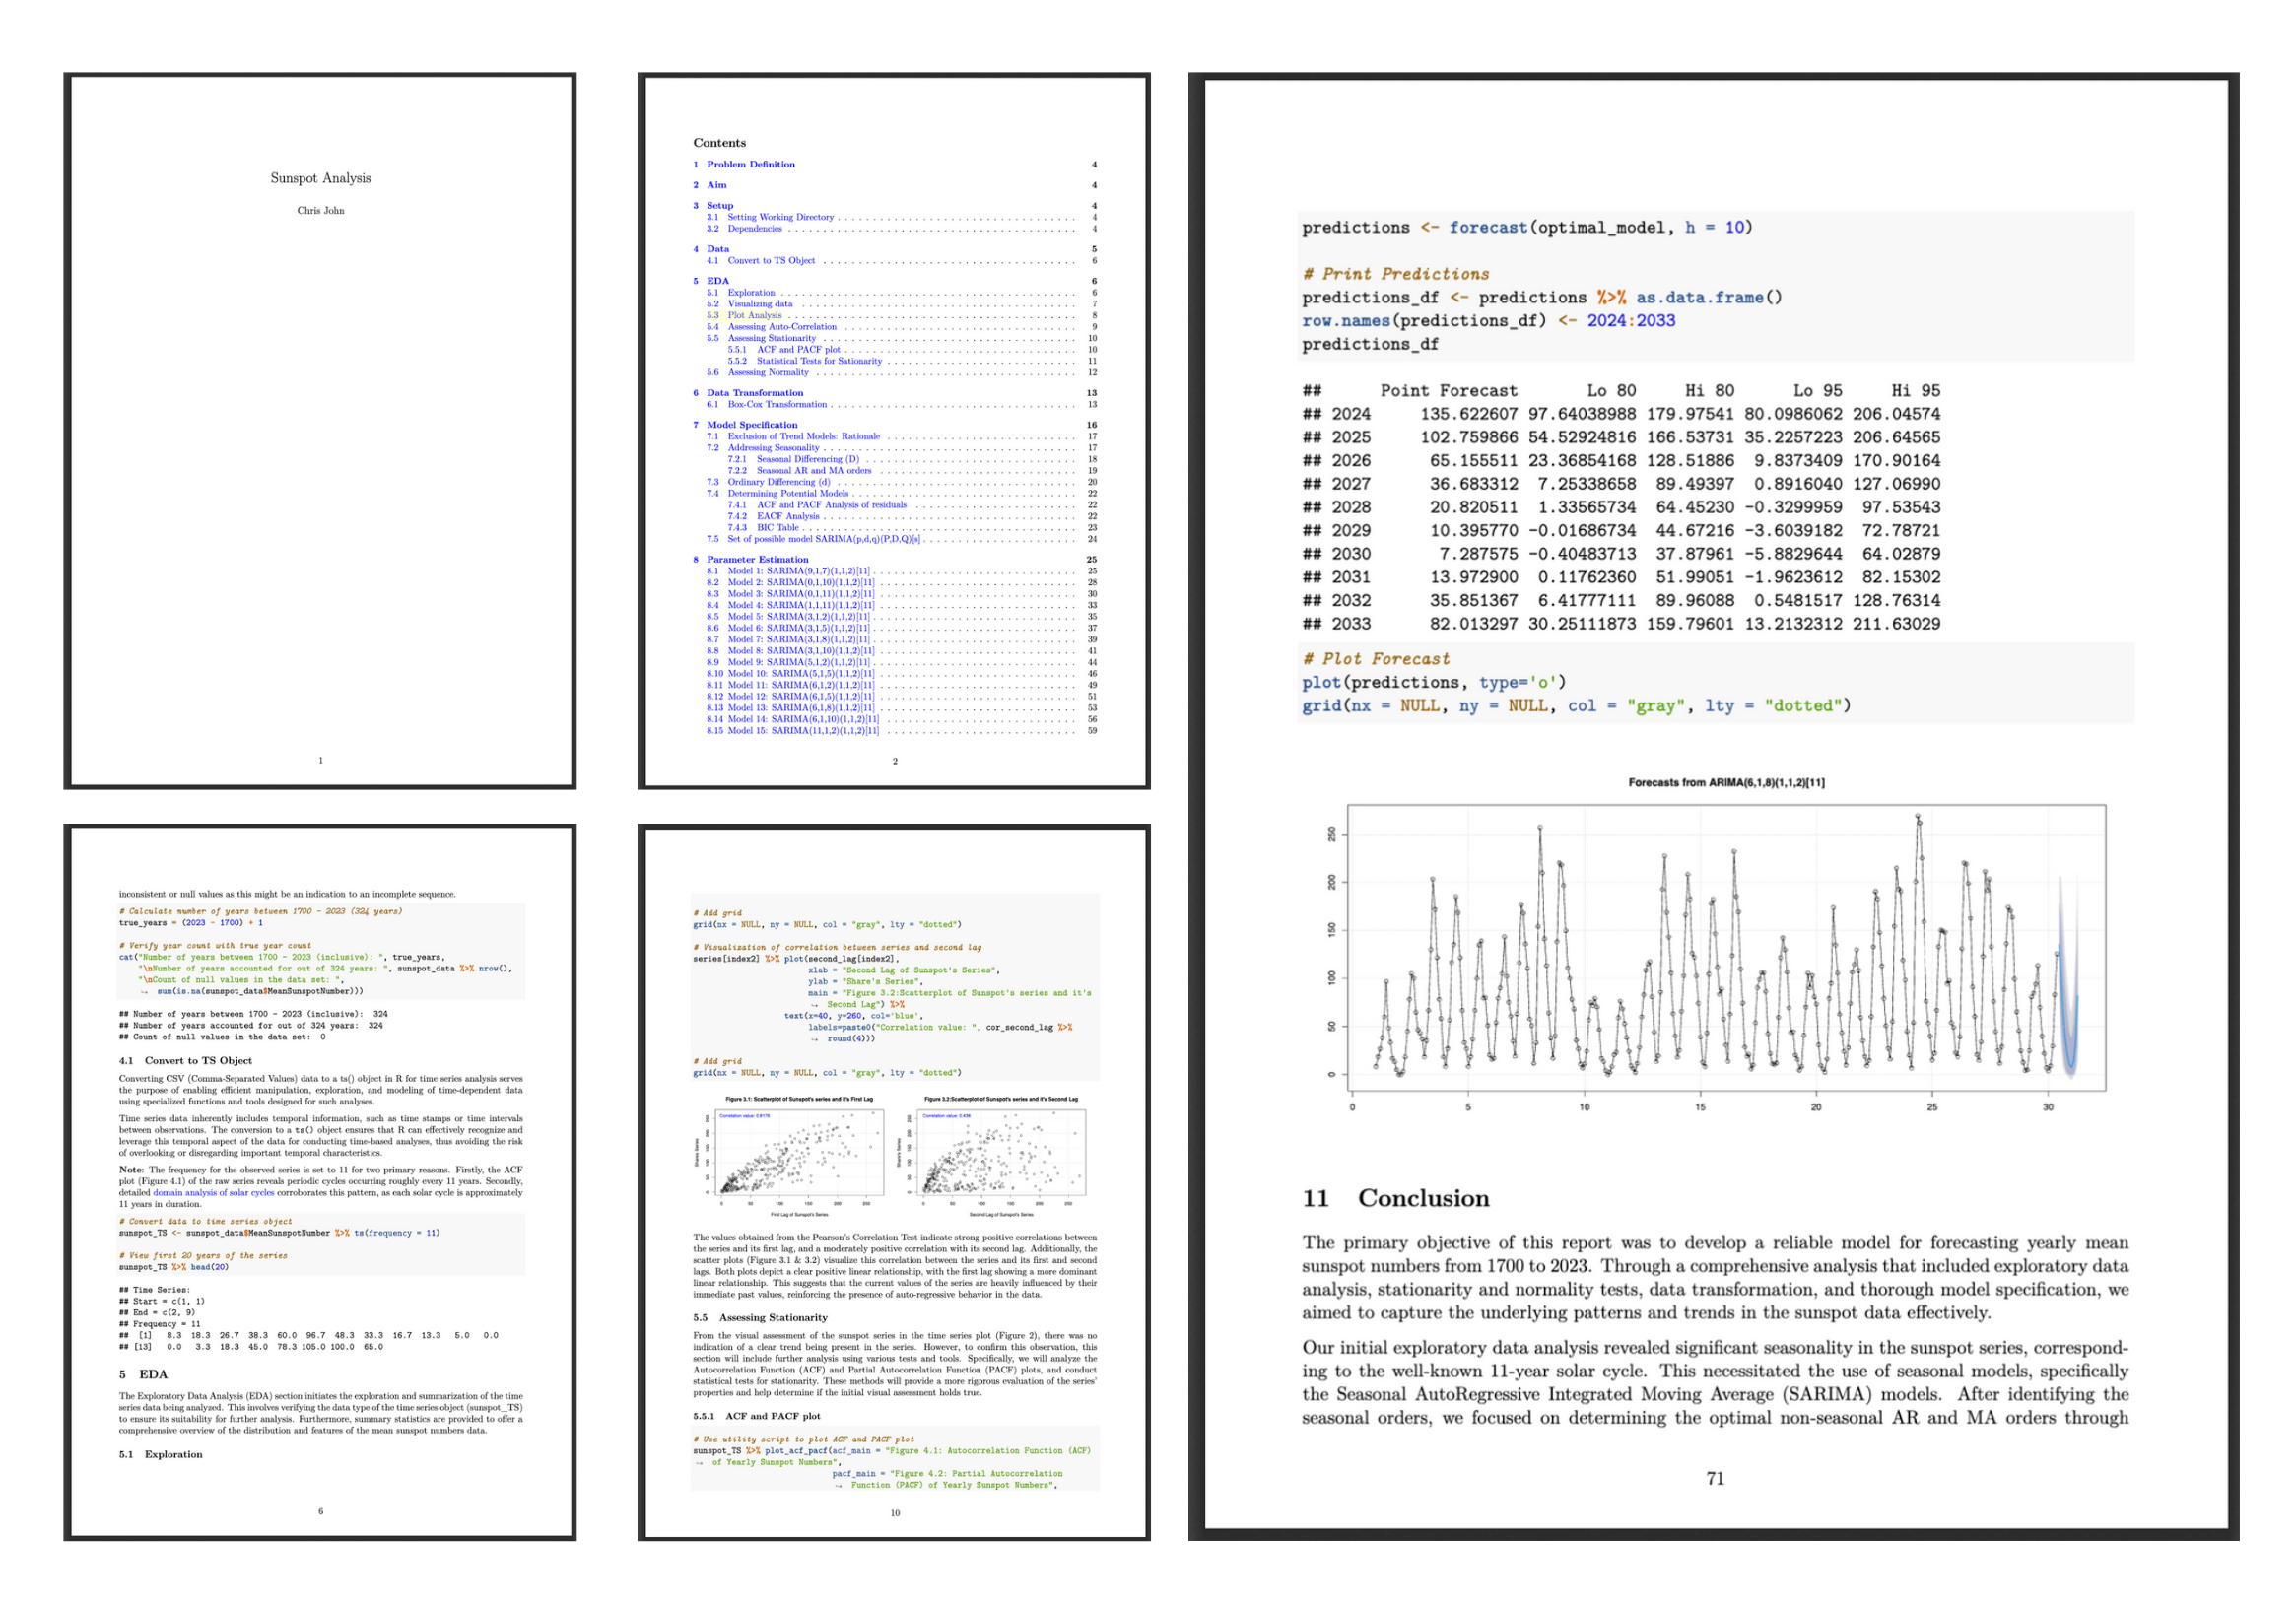 Sunspot Analysis
Chris John
1
Contents
1 Problem Definition 4
2 Aim 4
3 Setup 4
3.1 Setting Working Directory 4
3.2 Dependencies 4
4 Data 5
4.1 Convert to TS Object 6
5 EDA 6
5.1 Exploration 6
5.2 Visualizing data 7
5.3 Plot Analysis 8
5.4 Assessing Auto-Correlation 9
5.5 Assessing Stationarity 10
5.5.1 ACF and PACF plot 10
5.5.2 Statistical Tests for Sationarity 11
5.6 Assessing Normality 12
6 Data Transformation 13
6.1 Box-Cox Transformation 13
7 Model Specification 16
7.1 Exclusion of Trend Models: Rationale 17
7.2 Addressing Seasonality 17
7.2.1 Seasonal Differencing (D) 18
7.2.2 Seasonal AR and MA orders 19
7.3 Ordinary Differencing (d) 20
7.4 Determining Potential Models 22
7.4.1 ACF and PACF Analysis of residuals 22
7.4.2 EACF Analysis 22
7.4.3 BIC Table 23
7.5 Set of possible model SARIMA(p,d,q)(P,D,Q)[s] 24
8 Parameter Estimation 25
8.1 Model 1: SARIMA(9,1,7)(1,1,2)[11] 25
8.2 Model 2: SARIMA(0,1,10)(1,1,2)[11] 28
8.3 Model 3: SARIMA(0,1,11)(1,1,2)[11] 30
8.4 Model 4: SARIMA(1,1,11)(1,1,2)[11] 33
8.5 Model 5: SARIMA(3,1,2)(1,1,2)[11] 35
8.6 Model 6: SARIMA(3,1,5)(1,1,2)[11] 37
8.7 Model 7: SARIMA(3,1,8)(1,1,2)[11] 39
8.8 Model 8: SARIMA(3,1,10)(1,1,2)[11] 41
8.9 Model 9: SARIMA(5,1,2)(1,1,2)[11] 44
8.10 Model 10: SARIMA(5,1,5)(1,1,2)[11] 46
8.11 Model 11: SARIMA(6,1,2)(1,1,2)[11] 49
8.12 Model 12: SARIMA(6,1,5)(1,1,2)[11] 51
8.13 Model 13: SARIMA(6,1,8)(1,1,2)[11] 53
8.14 Model 14: SARIMA(6,1,10)(1,1,2)[11] 56
8.15 Model 15: SARIMA(11,1,2)(1,1,2)[11] 59
2
inconsistent or null values as this might be an indication to an incomplete sequence.
# Calculate number of years between 1700 - 2023 (324 years)
true_years = (2023 - 1700) + 1
# Verify year count with true year count
cat("Number of years between 1700 - 2023 (inclusive): ", true_years,
"\nNumber of years accounted for out of 324 years: ", sunspot_data %>% nrow(),
"\nCount of null values in the data set: ",
↪ sum(is.na(sunspot_data$MeanSunspotNumber)))
## Number of years between 1700 - 2023 (inclusive): 324
## Number of years accounted for out of 324 years: 324
## Count of null values in the data set: 0
4.1 Convert to TS Object
Converting CSV (Comma-Separated Values) data to a ts() object in R for time series analysis serves
the purpose of enabling efficient manipulation, exploration, and modeling of time-dependent data
using specialized functions and tools designed for such analyses.
Time series data inherently includes temporal information, such as time stamps or time intervals
between observations. The conversion to a ts() object ensures that R can effectively recognize and
leverage this temporal aspect of the data for conducting time-based analyses, thus avoiding the risk
of overlooking or disregarding important temporal characteristics.
Note: The frequency for the observed series is set to 11 for two primary reasons. Firstly, the ACF
plot (Figure 4.1) of the raw series reveals periodic cycles occurring roughly every 11 years. Secondly,
detailed domain analysis of solar cycles corroborates this pattern, as each solar cycle is approximately
11 years in duration.
# Convert data to time series object
sunspot_TS <- sunspot_data$MeanSunspotNumber %>% ts(frequency = 11)
# View first 20 years of the series
sunspot_TS %>% head(20)
## Time Series:
## Start = c(1, 1)
## End = c(2, 9)
## Frequency = 11
## [1] 8.3 18.3 26.7 38.3 60.0 96.7 48.3 33.3 16.7 13.3 5.0 0.0
## [13] 0.0 3.3 18.3 45.0 78.3 105.0 100.0 65.0
5 EDA
The Exploratory Data Analysis (EDA) section initiates the exploration and summarization of the time
series data being analyzed. This involves verifying the data type of the time series object (sunspot_TS)
to ensure its suitability for further analysis. Furthermore, summary statistics are provided to offer a
comprehensive overview of the distribution and features of the mean sunspot numbers data.
5.1 Exploration
6
# Add grid
grid(nx = NULL, ny = NULL, col = "gray", lty = "dotted")
# Visualization of correlation between series and second lag
series[index2] %>% plot(second_lag[index2],
xlab = "Second Lag of Sunspot's Series",
ylab = "Share's Series",
main = "Figure 3.2:Scatterplot of Sunspot's series and it's
↪ Second Lag") %>%
text(x=40, y=260, col='blue',
labels=paste0("Correlation value: ", cor_second_lag %>%
↪ round(4)))
# Add grid
grid(nx = NULL, ny = NULL, col = "gray", lty = "dotted")
Figure 3.1: Scatterplot of Sunspot's series and it's First Lag
Figure 3.2:Scatterplot of Sunspot's series and it's Second Lag
First Lag of Sunspot's Series
Second Lag of Sunspot's Series
The values obtained from the Pearson's Correlation Test indicate strong positive correlations between
the series and its first lag, and a moderately positive correlation with its second lag. Additionally, the
scatter plots (Figure 3.1 & 3.2) visualize this correlation between the series and its first and second
lags. Both plots depict a clear positive linear relationship, with the first lag showing a more dominant
linear relationship. This suggests that the current values of the series are heavily influenced by their
immediate past values, reinforcing the presence of auto-regressive behavior in the data.
5.5 Assessing Stationarity
From the visual assessment of the sunspot series in the time series plot (Figure 2), there was no
indication of a clear trend being present in the series. However, to confirm this observation, this
section will include further analysis using various tests and tools. Specifically, we will analyze the
Autocorrelation Function (ACF) and Partial Autocorrelation Function (PACF) plots, and conduct
statistical tests for stationarity. These methods will provide a more rigorous evaluation of the series'
properties and help determine if the initial visual assessment holds true.
5.5.1 ACF and PACF plot
# Use utility script to plot ACF and PACF plot
sunspot_TS %>% plot_acf_pacf(acf_main = "Figure 4.1: Autocorrelation Function (ACF)
↪ of Yearly Sunspot Numbers",
pacf_main = "Figure 4.2: Partial Autocorrelation
↪ Function (PACF) of Yearly Sunspot Numbers",
10
predictions <- forecast(optimal_model, h = 10)
# Print Predictions
predictions_df <- predictions %>% as.data.frame()
row.names(predictions_df) <- 2024:2033
predictions_df
## Point Forecast Lo 80 Hi 80 Lo 95 Hi 95
## 2024 135.622607 97.64038988 179.97541 80.0986062 206.04574
## 2025 102.759866 54.52924816 166.53731 35.2257223 206.64565
## 2026 65.155511 23.36854168 128.51886 9.8373409 170.90164
## 2027 36.683312 7.25338658 89.49397 0.8916040 127.06990
## 2028 20.820511 1.33565734 64.45230 -0.3299959 97.53543
## 2029 10.395770 -0.01686734 44.67216 -3.6039182 72.78721
## 2030 7.287575 -0.40483713 37.87961 -5.8829644 64.02879
## 2031 13.972900 0.11762360 51.99051 -1.9623612 82.15302
## 2032 35.851367 6.41777111 89.96088 0.5481517 128.76314
## 2033 82.013297 30.25111873 159.79601 13.2132312 211.63029
# Plot Forecast
plot(predictions, type='o')
grid(nx = NULL, ny = NULL, col = "gray", lty = "dotted")
Forecasts from ARIMA(6,1,8)(1,1,2)[11]
250
200
150
100
50
0
0 5 10 15 20 25 30
11 Conclusion
The primary objective of this report was to develop a reliable model for forecasting yearly mean
sunspot numbers from 1700 to 2023. Through a comprehensive analysis that included exploratory data
analysis, stationarity and normality tests, data transformation, and thorough model specification, we
aimed to capture the underlying patterns and trends in the sunspot data effectively.
Our initial exploratory data analysis revealed significant seasonality in the sunspot series, correspond-
ing to the well-known 11-year solar cycle. This necessitated the use of seasonal models, specifically
the Seasonal AutoRegressive Integrated Moving Average (SARIMA) models. After identifying the
seasonal orders, we focused on determining the optimal non-seasonal AR and MA orders through
71